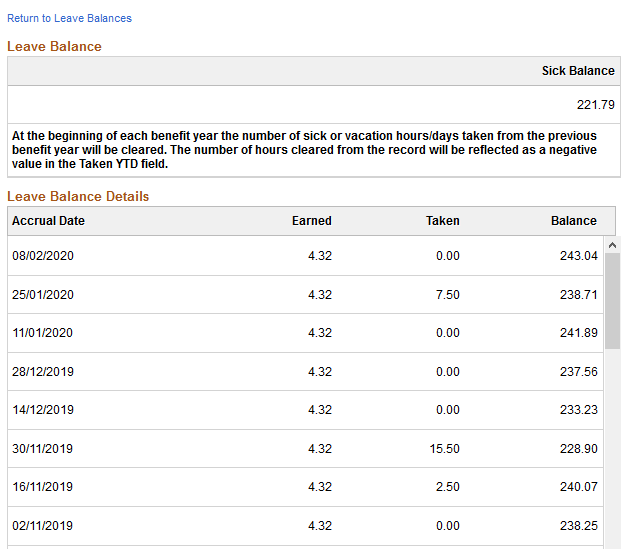 Return to Leave Balances
Leave Balance
Sick Balance
221.79
At the beginning of each benefit year the number of sick or vacation hours/days taken from the previous
benefit year will be cleared. The number of hours cleared from the record will be reflected as a negative
value in the Taken YTD field.
Leave Balance Details
Accrual Date Earned Taken Balance
08/02/2020 4.32 0.00 243.04
25/01/2020 4.32 7.50 238.71
11/01/2020 4.32 0.00 241.89
28/12/2019 4.32 0.00 237.56
14/12/2019 4.32 0.00 233.23
30/11/2019 4.32 15.50 228.90
16/11/2019 4.32 2.50 240.07
02/11/2019 4.32 0.00 238.25